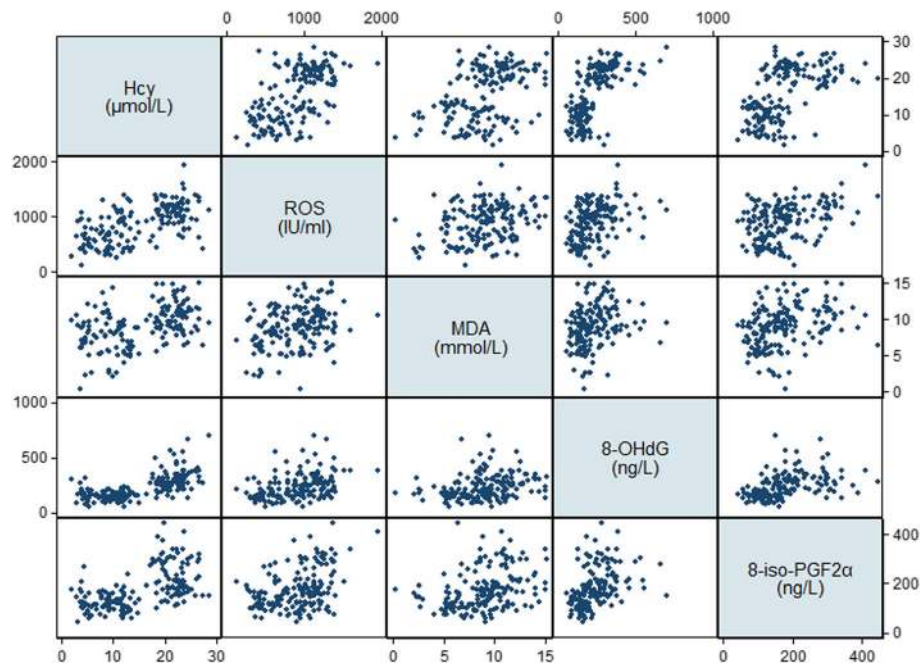 0 1000 2000 0 500 1000
Hcy
(μmol/L)
30
20
10
0
2000
1000
0
ROS
(IU/ml)
MDA
(mmol/L)
15
10
5
0
1000
500
0
8-OHdG
(ng/L)
8-iso-PGF2α
(ng/L)
400
200
0
0 10 20 30 0 5 10 15 0 200 400